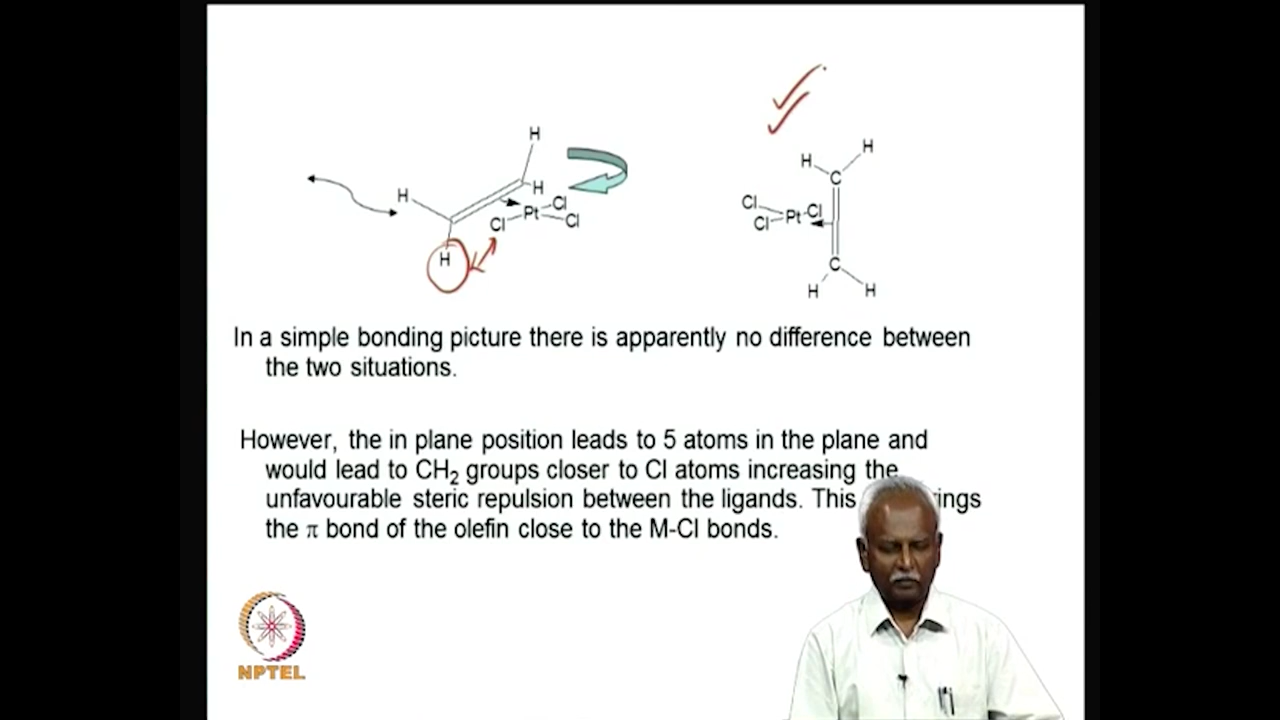 H H
H H Cl
Cl Pt Cl
H
H H
C
Cl Pt Cl
Cl
C
H H
In a simple bonding picture there is apparently no difference between
the two situations.
However, the in plane position leads to 5 atoms in the plane and
would lead to CH₂ groups closer to Cl atoms increasing the
unfavourable steric repulsion between the ligands. This
the π bond of the olefin close to the M-Cl bonds.
NPTEL